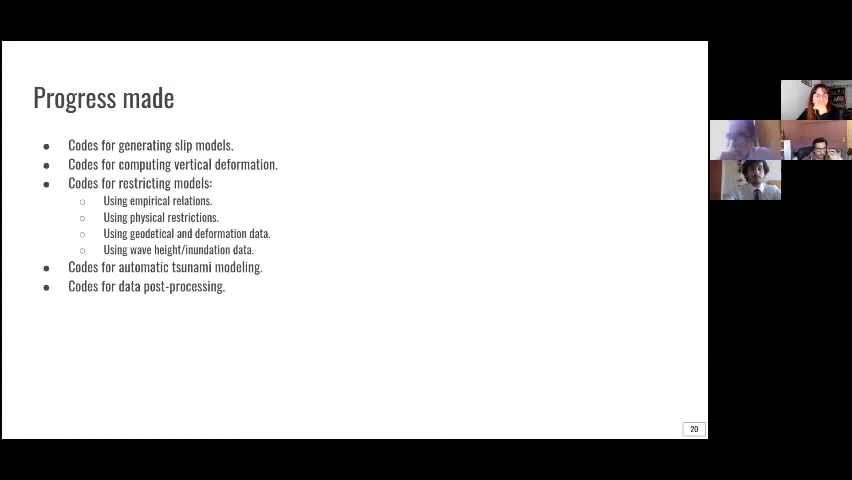 Progress made
● Codes for generating slip models.
● Codes for computing vertical deformation.
● Codes for restricting models:
○ Using empirical relations.
○ Using physical restrictions.
○ Using geodetical and deformation data.
○ Using wave height/inundation data.
● Codes for automatic tsunami modeling.
● Codes for data post-processing.
20